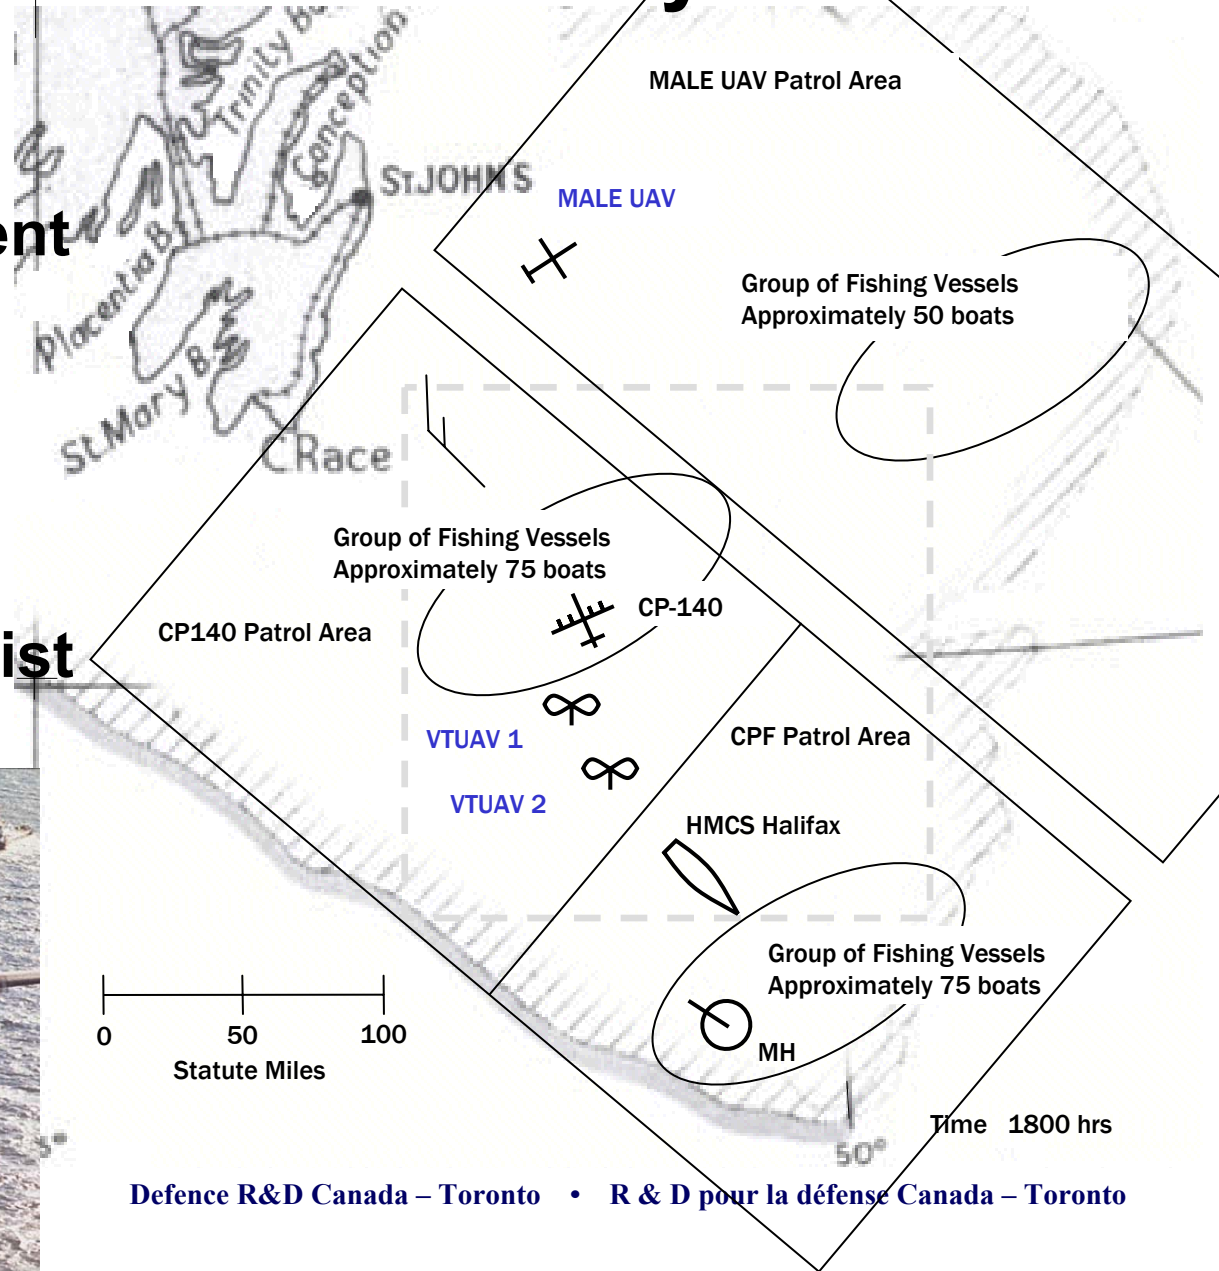 Trinity
Conception
MALE UAV Patrol Area
ST. JOHN'S
MALE UAV
ent
Placentia B.
Group of Fishing Vessels
Approximately 50 boats
St. Mary B.
C Race
Group of Fishing Vessels
Approximately 75 boats
CP-140
CP140 Patrol Area
ist
VTUAV 1
CPF Patrol Area
VTUAV 2
HMCS Halifax
Group of Fishing Vessels
Approximately 75 boats
0 50 100
Statute Miles
MH
Time 1800 hrs
50°
Defence R&D Canada – Toronto • R & D pour la défense Canada – Toronto